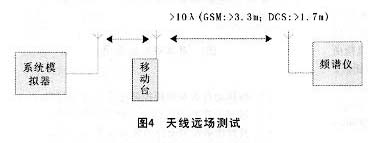 >10λ(GSM:>3.3m; DCS:>1.7m)
系统模
拟器
移
动
台
频谱仪
图4 天线远场测试